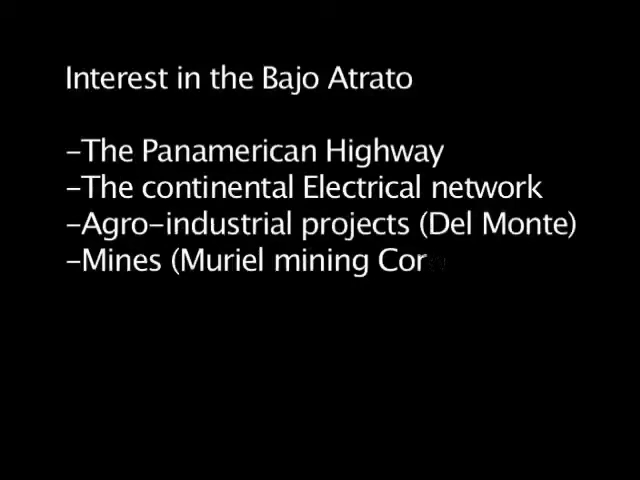 Interest in the Bajo Atrato
-The Panamerican Highway
-The continental Electrical network
-Agro-industrial projects (Del Monte)
-Mines (Muriel mining Cor